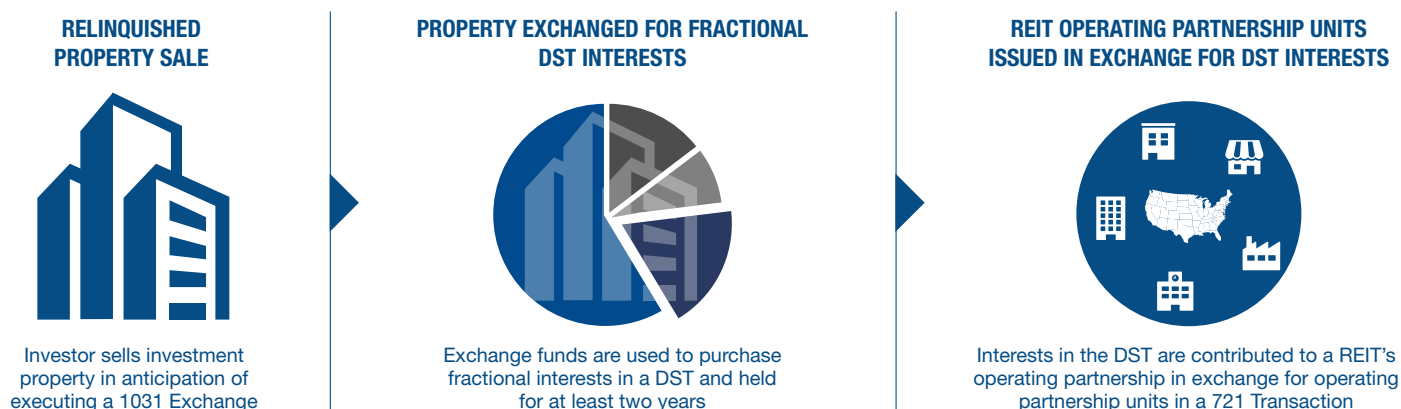 RELINQUISHED
PROPERTY SALE
Investor sells investment
property in anticipation of
executing a 1031 Exchange
PROPERTY EXCHANGED FOR FRACTIONAL
DST INTERESTS
Exchange funds are used to purchase
fractional interests in a DST and held
for at least two years
REIT OPERATING PARTNERSHIP UNITS
ISSUED IN EXCHANGE FOR DST INTERESTS
Interests in the DST are contributed to a REIT's
operating partnership in exchange for operating
partnership units in a 721 Transaction